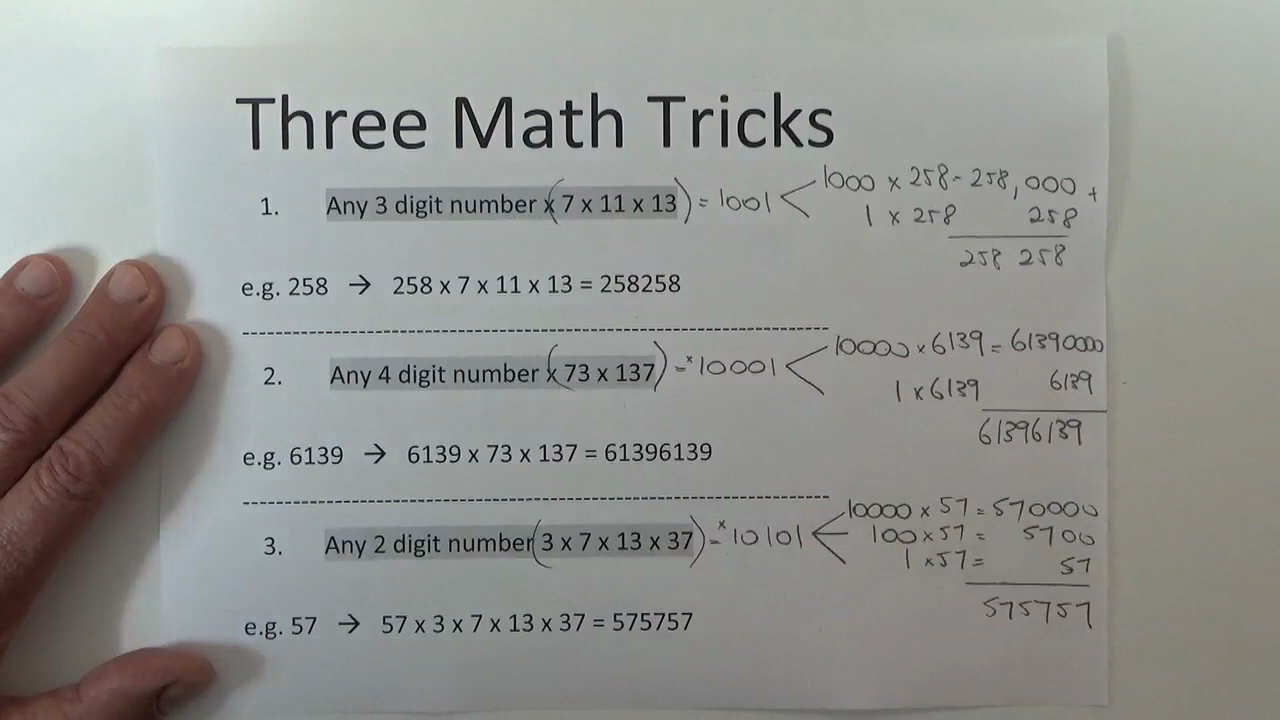 Three Math Tricks
1. Any 3 digit number x (7 x 11 x 13) = 1001 < 1000 x 258 = 258,000 +
1 x 258 258
258 258
e.g. 258 → 258 x 7 x 11 x 13 = 258258
2. Any 4 digit number x (73 x 137) = x 10001 < 10000 x 6139 = 61390000
1 x 6139 6139
61396139
e.g. 6139 → 6139 x 73 x 137 = 61396139
3. Any 2 digit number (3 x 7 x 13 x 37) = x 10101 < 10000 x 57 = 570000
100 x 57 = 5700
1 x 57 = 57
575757
e.g. 57 → 57 x 3 x 7 x 13 x 37 = 575757